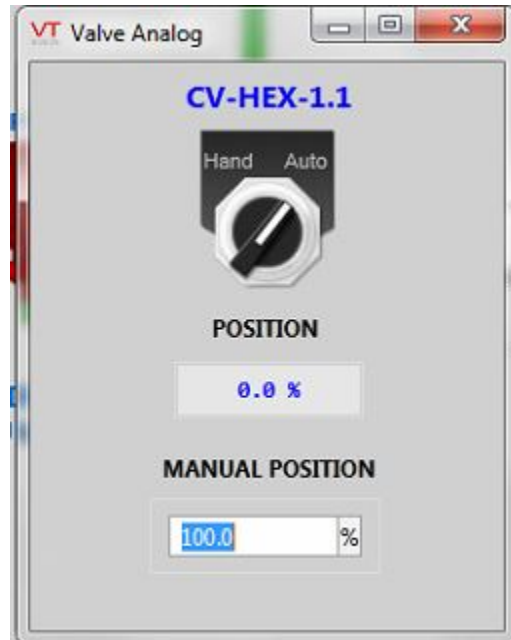 VT Valve Analog
CV-HEX-1.1
Hand Auto
POSITION
0.0 %
MANUAL POSITION
100.0 %